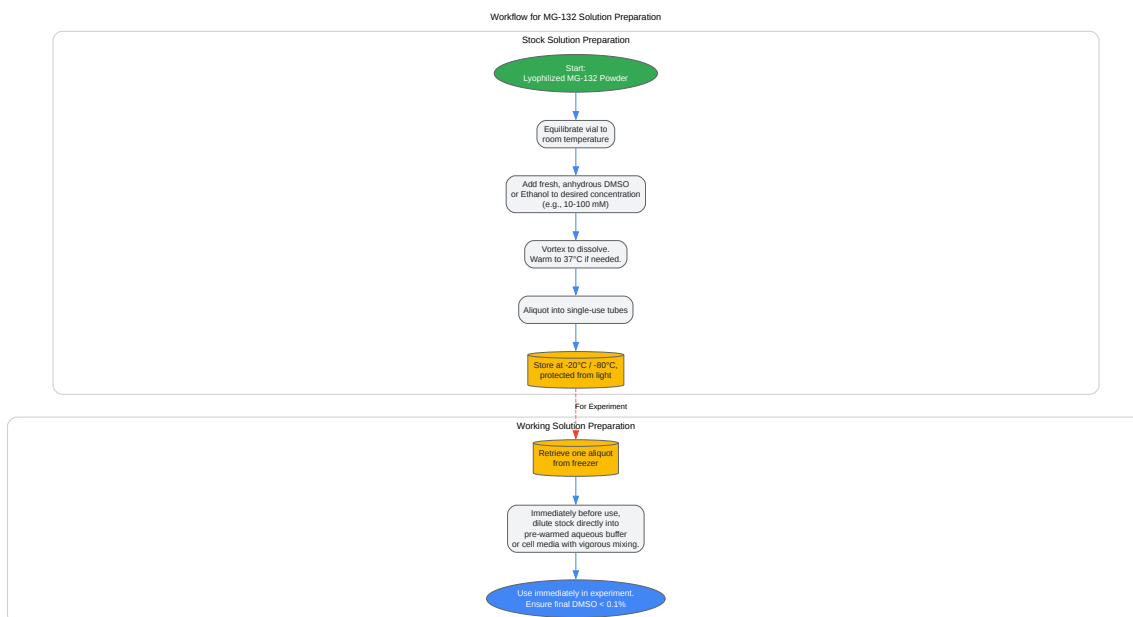 Workflow for MG-132 Solution Preparation
Stock Solution Preparation
Start:
Lyophilized MG-132 Powder
Equilibrate vial to
room temperature
Add fresh, anhydrous DMSO
or Ethanol to desired concentration
(e.g., 10-100 mM)
Vortex to dissolve.
Warm to 37°C if needed.
Aliquot into single-use tubes
Store at -20°C / -80°C,
protected from light
For Experiment
Working Solution Preparation
Retrieve one aliquot
from freezer
Immediately before use,
dilute stock directly into
pre-warmed aqueous buffer
or cell media with vigorous mixing.
Use immediately in experiment.
Ensure final DMSO < 0.1%